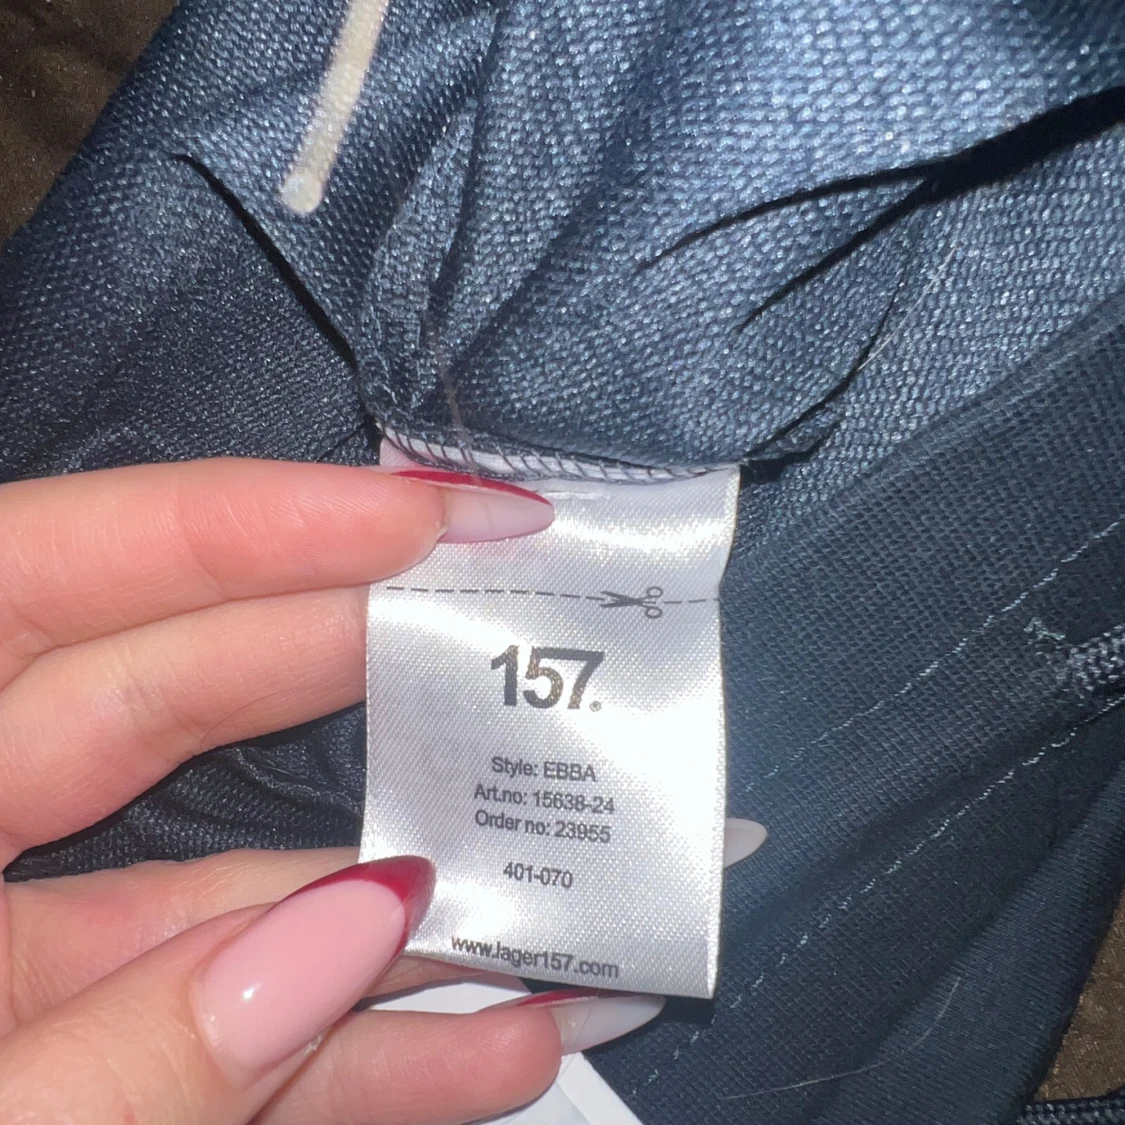 157.
Style: EBBA
Art.no: 15638-24
Order no: 23955
401-070
www.lager157.com